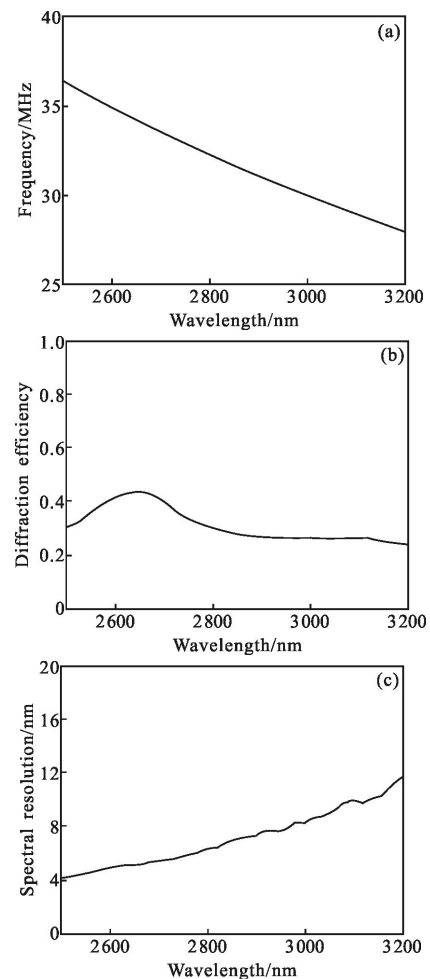 (a)
Frequency/MHz
40
35
30
25
2600 2800 3000 3200
Wavelength/nm
(b)
Diffraction efficiency
1.0
0.8
0.6
0.4
0.2
0
2600 2800 3000 3200
Wavelength/nm
(c)
Spectral resolution/nm
20
16
12
8
4
0
2600 2800 3000 3200
Wavelength/nm